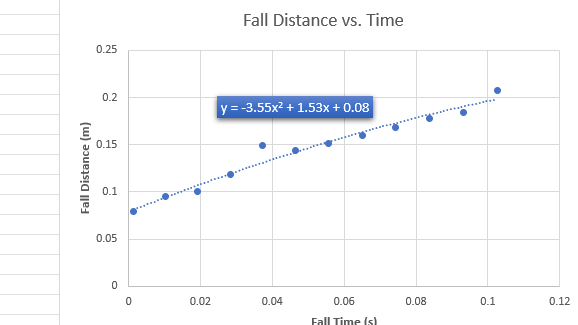 Fall Distance vs. Time
0.25
0.2
0.15
0.1
0.05
0
Fall Distance (m)
y = -3.55x² + 1.53x + 0.08
0 0.02 0.04 0.06 0.08 0.1 0.12
Fall Time (s)